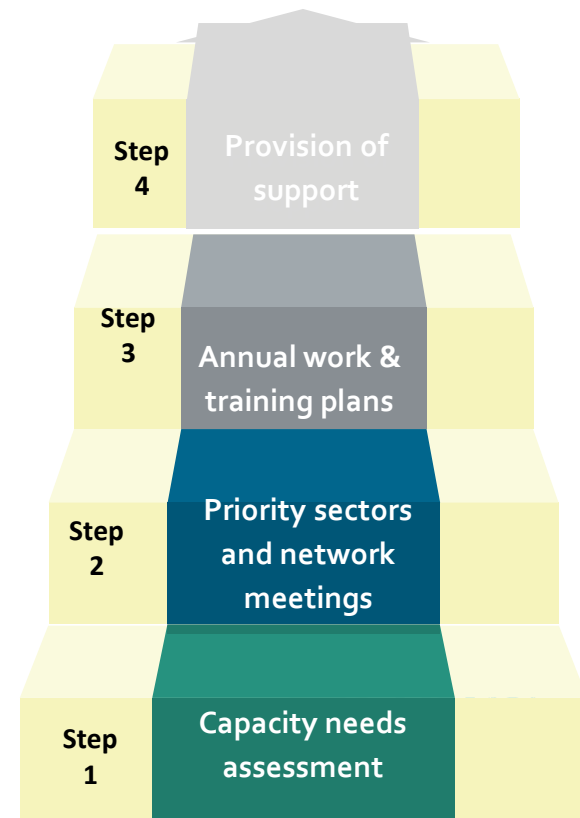 Step
4
Provision of
support
Step
3
Annual work &
training plans
Step
2
Priority sectors
and network
meetings
Step
1
Capacity needs
assessment